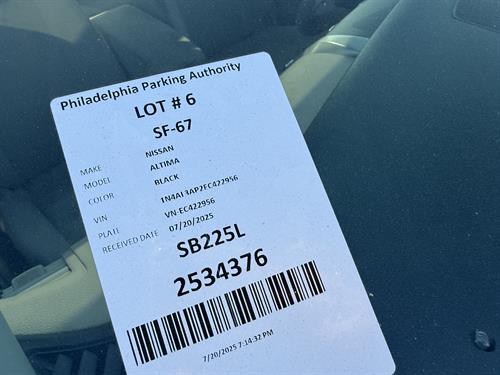 Philadelphia Parking Authority
LOT # 6
SF-67
MAKE NISSAN
MODEL ALTIMA
COLOR BLACK
VIN 1N4AL3AP2FC422956
PLATE VN-EC422956
RECEIVED DATE 07/20/2025
SB225L
2534376
7/20/2025 7:14:32 PM